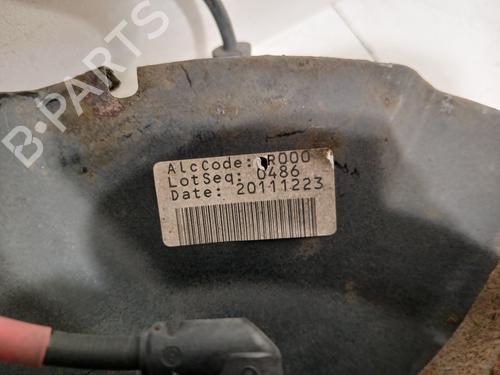 B-PARTS
AlcCode: R000
LotSeq: 0486
Date: 20111223